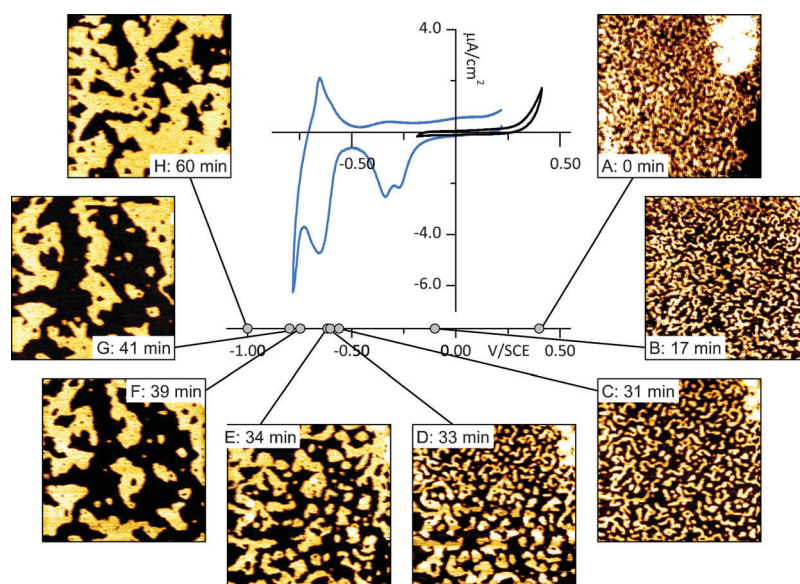 4.0
μA/cm²
-0.50
0.50
-4.0
-6.0
H: 60 min
A: 0 min
G: 41 min
B: 17 min
-1.00
-0.50
0.00
V/SCE
0.50
F: 39 min
C: 31 min
E: 34 min
D: 33 min